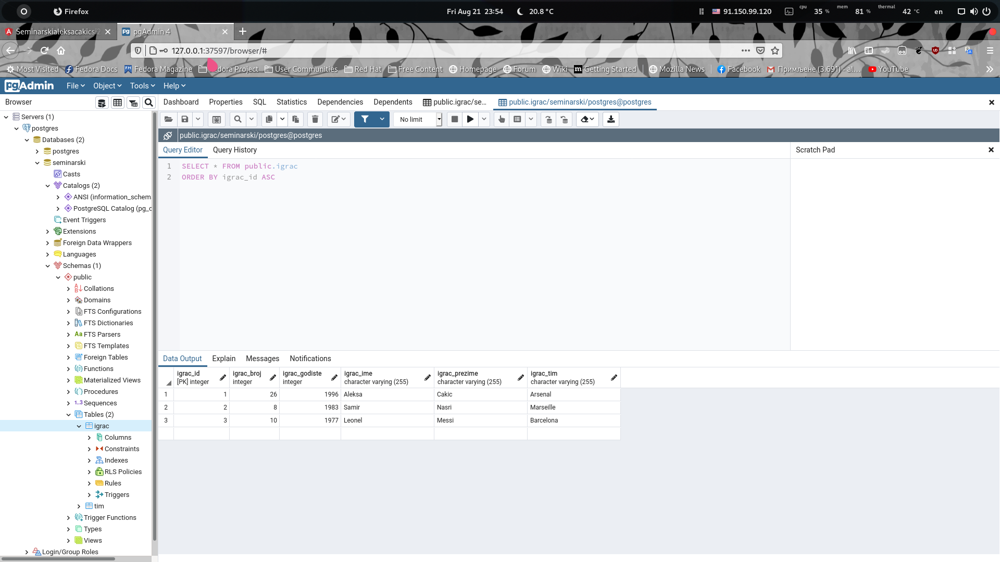 Firefox
Fri Aug 21 23:54
20.8 °C
91.150.99.120
cpu 35 %
mem 81 %
thermal 42 °C
en
Seminarskialeksacakicsi2
pgAdmin 4
127.0.0.1:37597/browser/#
Most Visited
Fedora Docs
Fedora Magazine
Fedora Project
User Communities
Red Hat
Free Content
Homepage
Forum
Wiki
Getting Started
Mozilla News
Facebook
Примљене (3.691) - al...
YouTube
pgAdmin
File
Object
Tools
Help
Browser
Dashboard
Properties
SQL
Statistics
Dependencies
Dependents
public.igrac/se...
public.igrac/seminarski/postgres@postgres
No limit
public.igrac/seminarski/postgres@postgres
Query Editor
Query History
Scratch Pad
1 SELECT * FROM public.igrac
2 ORDER BY igrac_id ASC
Servers (1)
postgres
Databases (2)
postgres
seminarski
Casts
Catalogs (2)
ANSI (information_schem
PostgreSQL Catalog (pg_c
Event Triggers
Extensions
Foreign Data Wrappers
Languages
Schemas (1)
public
Collations
Domains
FTS Configurations
FTS Dictionaries
FTS Parsers
FTS Templates
Foreign Tables
Functions
Materialized Views
Procedures
Sequences
Tables (2)
igrac
Columns
Constraints
Indexes
RLS Policies
Rules
Triggers
tim
Trigger Functions
Types
Views
Login/Group Roles
Data Output
Explain
Messages
Notifications
igrac_id igrac_broj igrac_godiste igrac_ime igrac_prezime igrac_tim
[PK] integer integer integer character varying (255) character varying (255) character varying (255)
1 1 26 1996 Aleksa Cakic Arsenal
2 2 8 1983 Samir Nasri Marseille
3 3 10 1977 Leonel Messi Barcelona